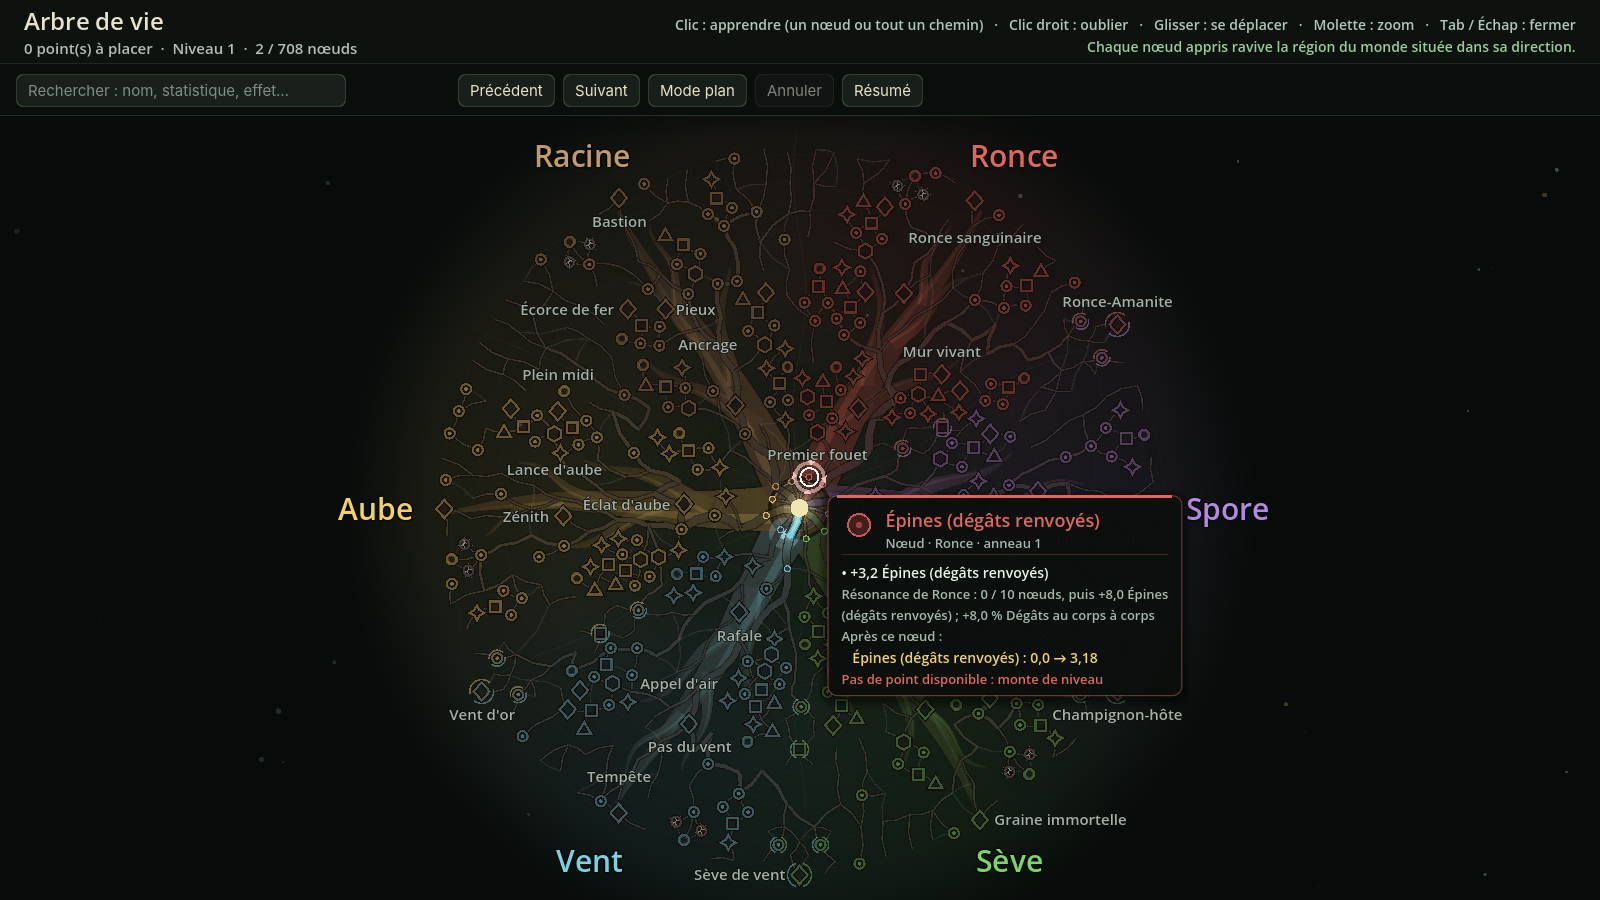 Arbre de vie
0 point(s) à placer · Niveau 1 · 2 / 708 nœuds
Clic : apprendre (un nœud ou tout un chemin) · Clic droit : oublier · Glisser : se déplacer · Molette : zoom · Tab / Échap : fermer
Chaque nœud appris ravive la région du monde située dans sa direction.
Rechercher : nom, statistique, effet...
Précédent
Suivant
Mode plan
Annuler
Résumé
Racine
Ronce
Bastion
Ronce sanguinaire
Écorce de fer
Pieux
Ronce-Amanite
Ancrage
Mur vivant
Plein midi
Premier fouet
Lance d'aube
Éclat d'aube
Zénith
Aube
Spore
Épines (dégâts renvoyés)
Nœud · Ronce · anneau 1
• +3,2 Épines (dégâts renvoyés)
Résonance de Ronce : 0 / 10 nœuds, puis +8,0 Épines
(dégâts renvoyés) ; +8,0 % Dégâts au corps à corps
Après ce nœud :
Épines (dégâts renvoyés) : 0,0 → 3,18
Pas de point disponible : monte de niveau
Rafale
Appel d'air
Vent d'or
Champignon-hôte
Pas du vent
Tempête
Graine immortelle
Vent
Sève
Sève de vent